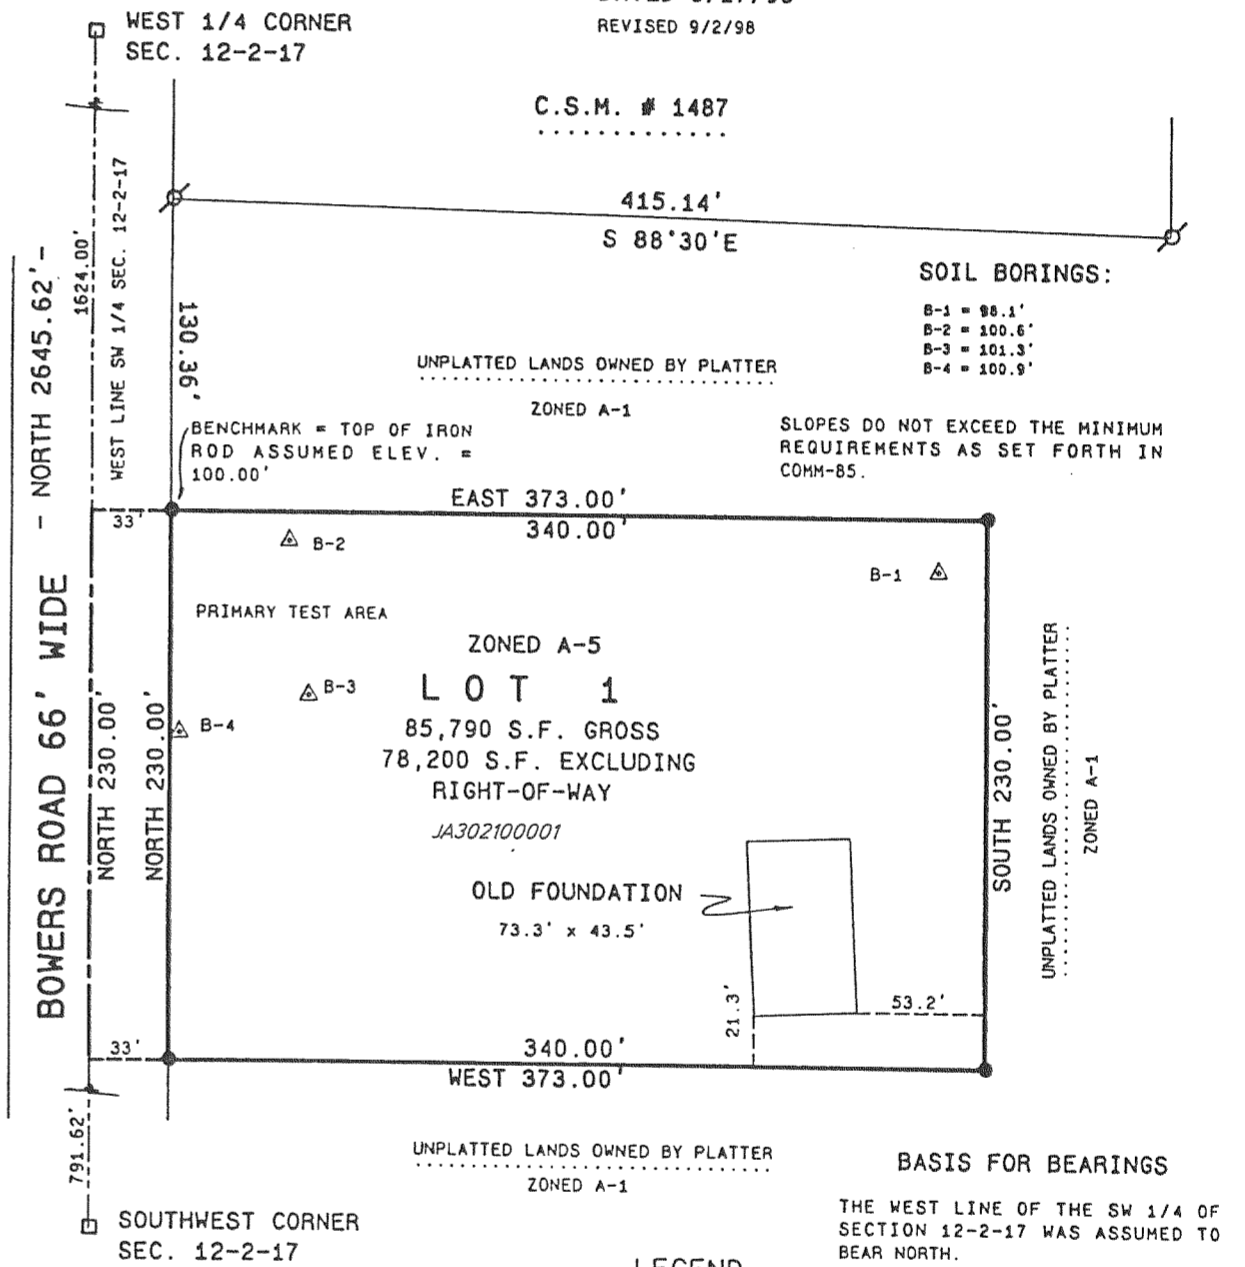 REVISED 9/2/98
WEST 1/4 CORNER
SEC. 12-2-17
C.S.M. # 1487
415.14'
S 88°30'E
1624.00'
WEST LINE SW 1/4 SEC. 12-2-17
130.36'
SOIL BORINGS:
B-1 = 98.1'
B-2 = 100.6'
B-3 = 101.3'
B-4 = 100.9'
UNPLATTED LANDS OWNED BY PLATTER
ZONED A-1
BENCHMARK = TOP OF IRON
ROD ASSUMED ELEV. =
100.00'
SLOPES DO NOT EXCEED THE MINIMUM
REQUIREMENTS AS SET FORTH IN
COMM-85.
BOWERS ROAD 66' WIDE - NORTH 2645.62'-
33'
EAST 373.00'
340.00'
B-2
B-1
PRIMARY TEST AREA
ZONED A-5
LOT 1
B-3
B-4
85,790 S.F. GROSS
78,200 S.F. EXCLUDING
RIGHT-OF-WAY
JA302100001
NORTH 230.00'
NORTH 230.00'
SOUTH 230.00'
UNPLATTED LANDS OWNED BY PLATTER
ZONED A-1
OLD FOUNDATION
73.3' x 43.5'
21.3'
53.2'
33'
340.00'
WEST 373.00'
791.62'
UNPLATTED LANDS OWNED BY PLATTER
ZONED A-1
SOUTHWEST CORNER
SEC. 12-2-17
BASIS FOR BEARINGS
THE WEST LINE OF THE SW 1/4 OF
SECTION 12-2-17 WAS ASSUMED TO
BEAR NORTH.
LEGEND